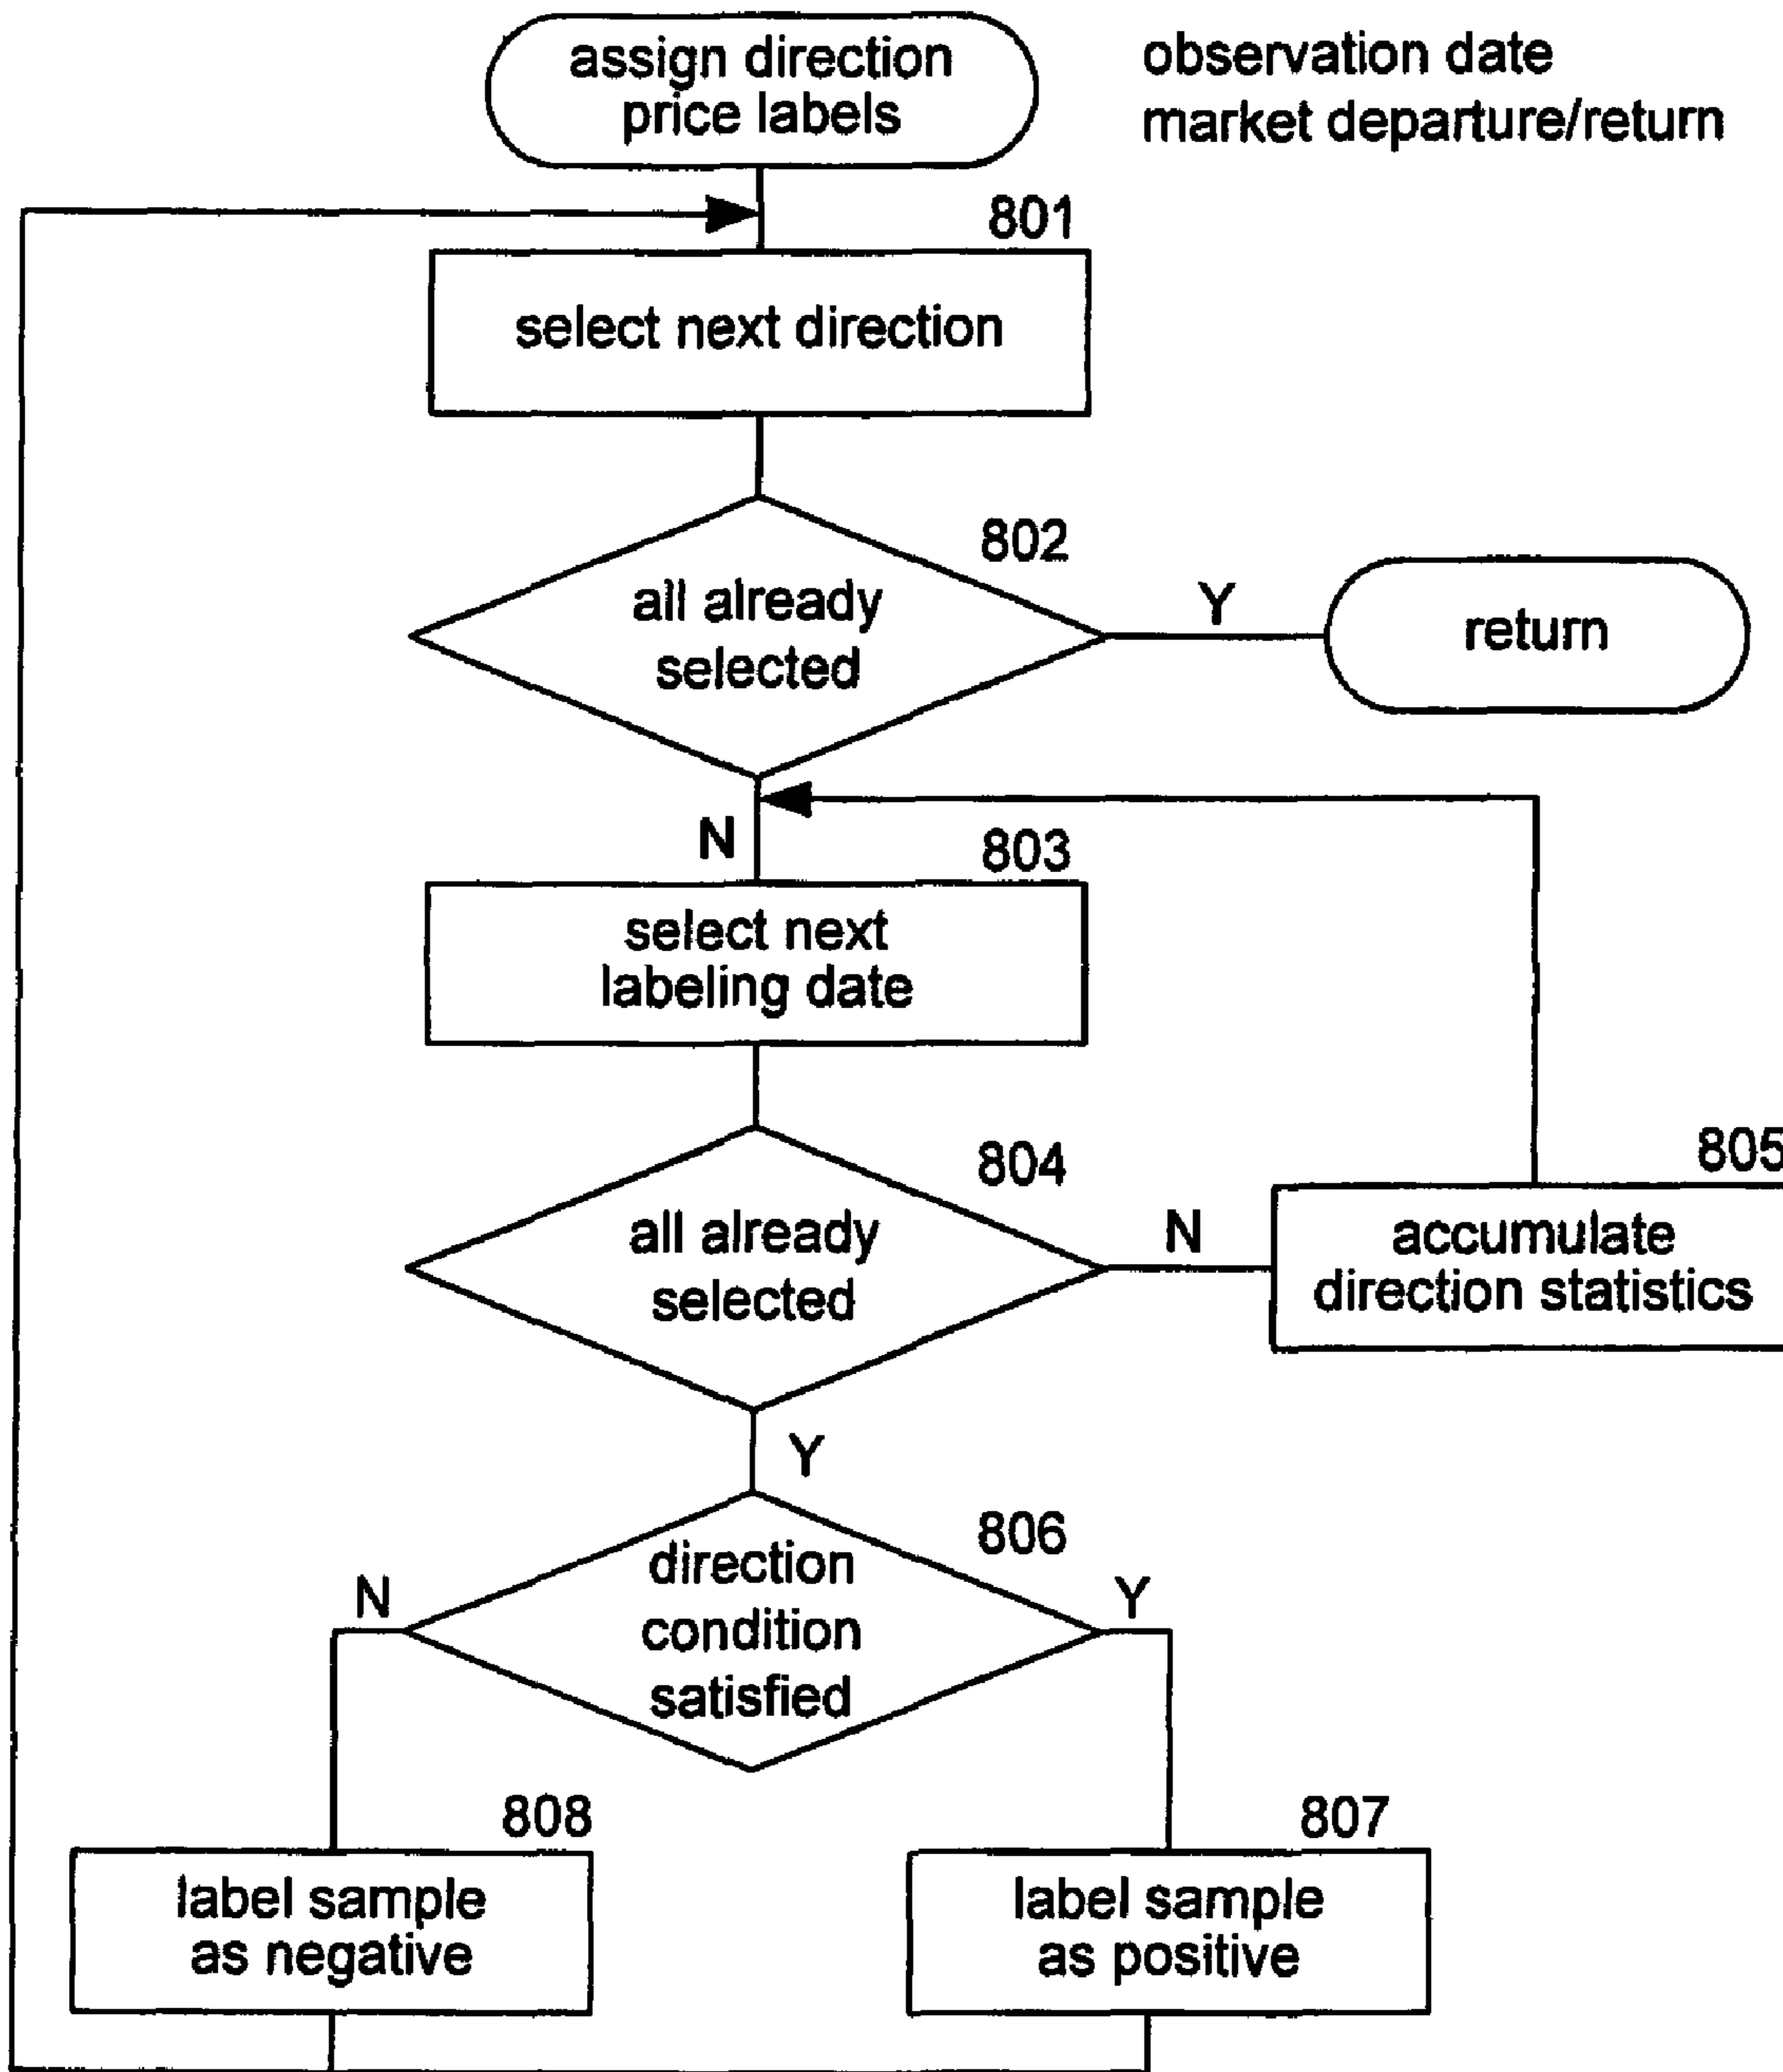 assign direction
price labels
observation date
market departure/return
801
select next direction
802
all already
selected
Y
return
N
803
select next
labeling date
804
all already
selected
N
805
accumulate
direction statistics
Y
806
direction
condition
satisfied
N
Y
808
label sample
as negative
807
label sample
as positive